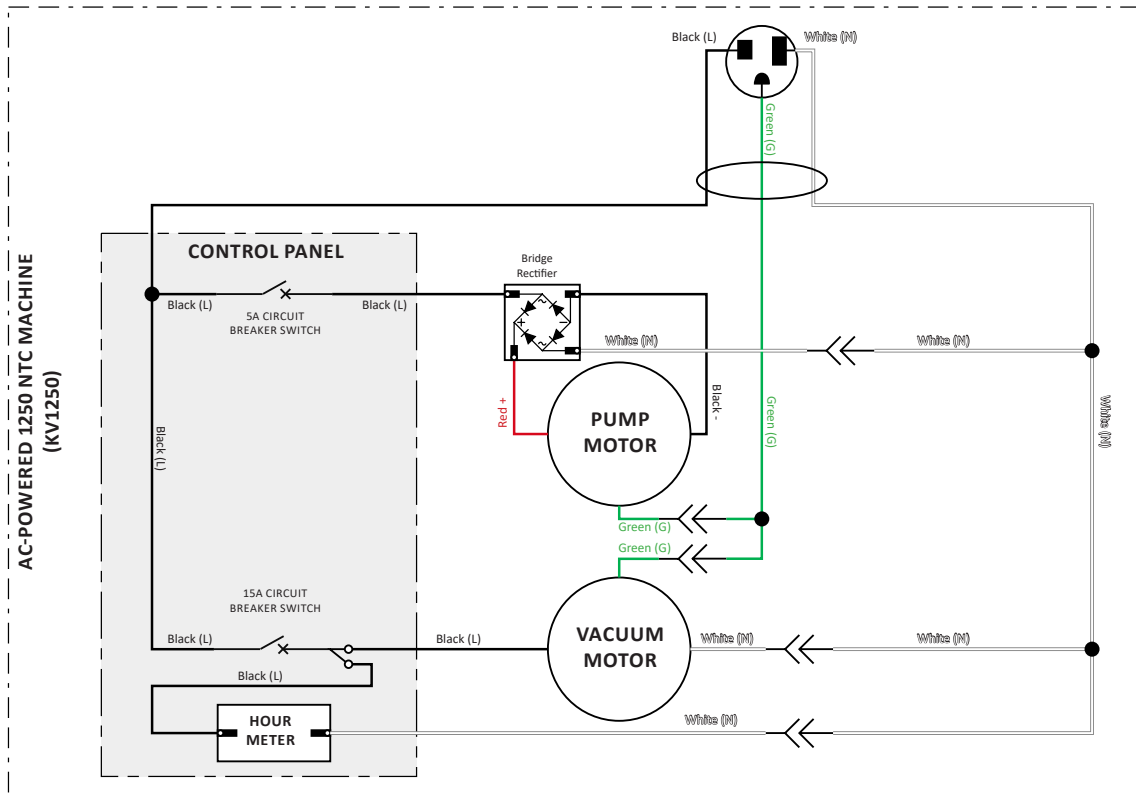 Black (L)
White (N)
Green (G)
AC-POWERED 1250 NTC MACHINE
(KV1250)
CONTROL PANEL
Bridge
Rectifier
Black (L)
Black (L)
5A CIRCUIT
BREAKER SWITCH
~
+
−
~
White (N)
White (N)
Red +
Black -
PUMP
MOTOR
Green (G)
White (N)
Black (L)
Green (G)
Green (G)
15A CIRCUIT
BREAKER SWITCH
Black (L)
Black (L)
VACUUM
MOTOR
White (N)
White (N)
Black (L)
HOUR
METER
White (N)